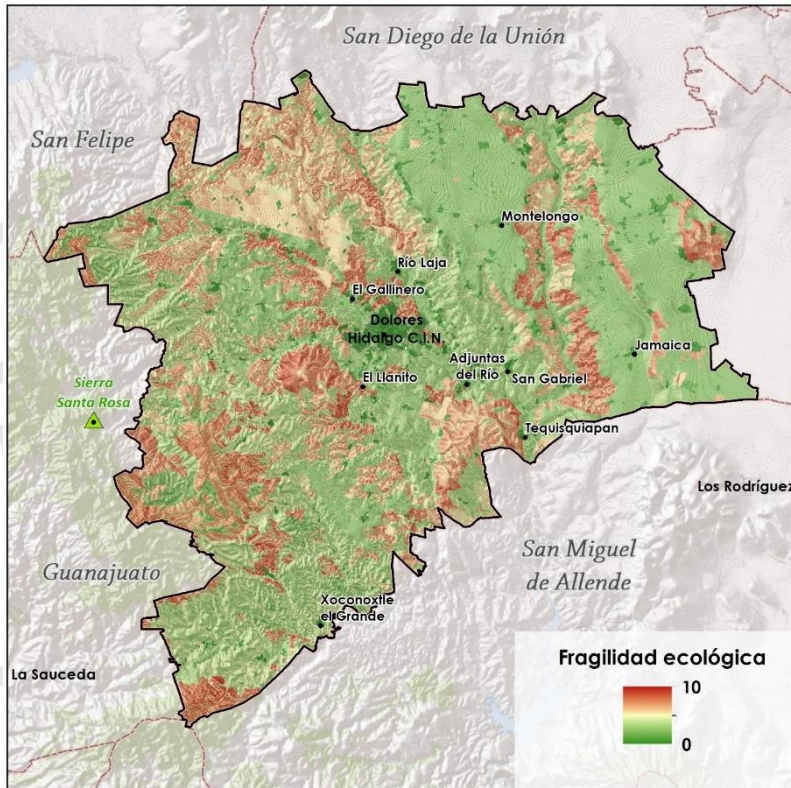 San Diego de la Unión
San Felipe
Montelongo
Río Laja
El Gallinero
Dolores
Hidalgo C.I.N.
Jamaica
Adjuntas
del Río
San Gabriel
El Llanito
Sierra
Santa Rosa
Tequisquiapan
Los Rodríguez
San Miguel
de Allende
Guanajuato
Xoconoxtle
el Grande
La Sauceda
Fragilidad ecológica
10
0